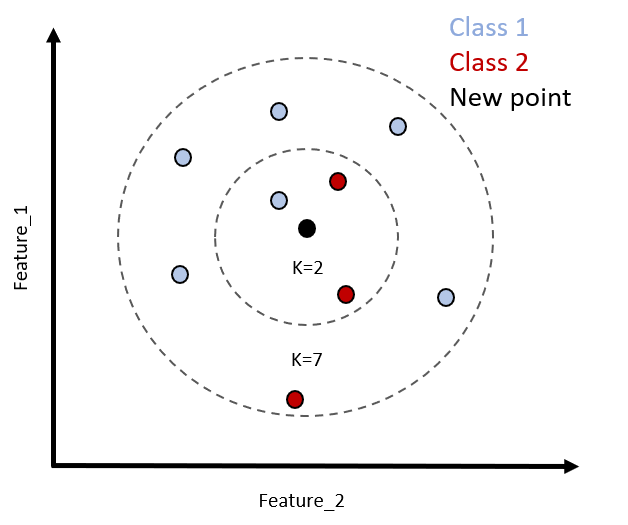 Class 1
Class 2
New point
Feature_1
K=2
K=7
Feature_2